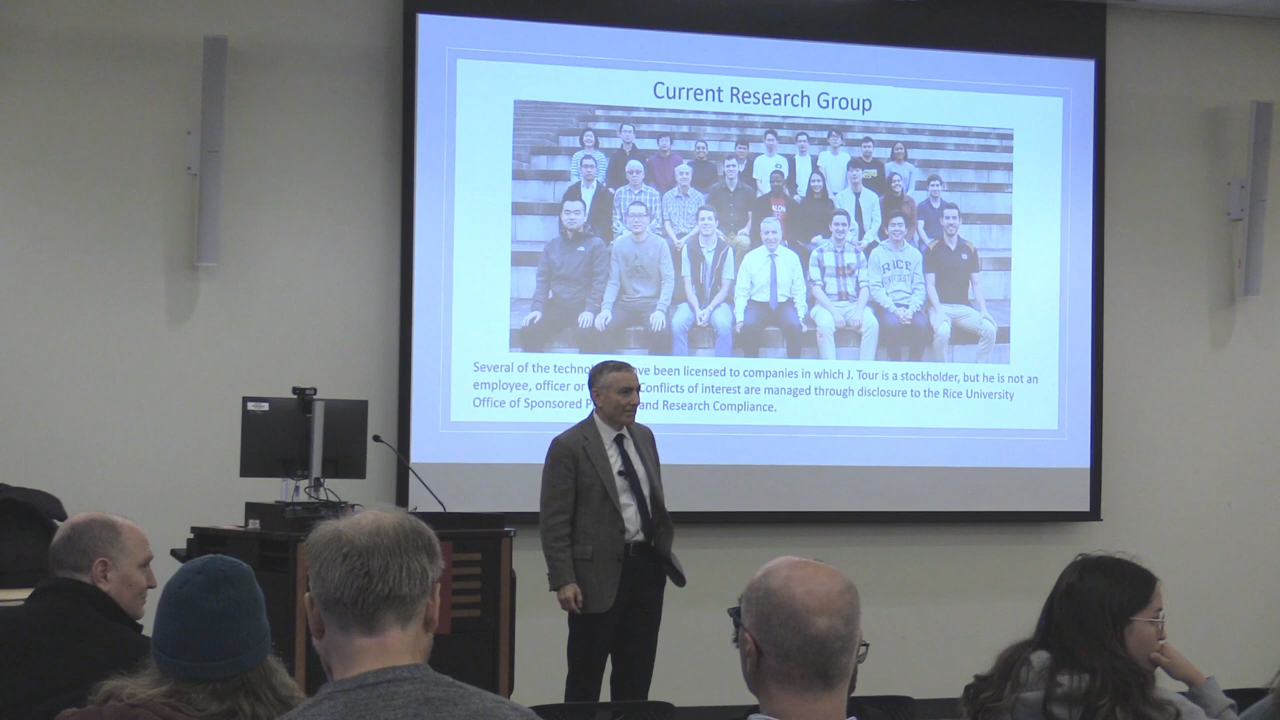 Current Research Group
RICE
Several of the have been licensed to companies in which J. Tour is a stockholder, but he is not an
employee, officer or Conflicts of interest are managed through disclosure to the Rice University
Office of Sponsored and Research Compliance.